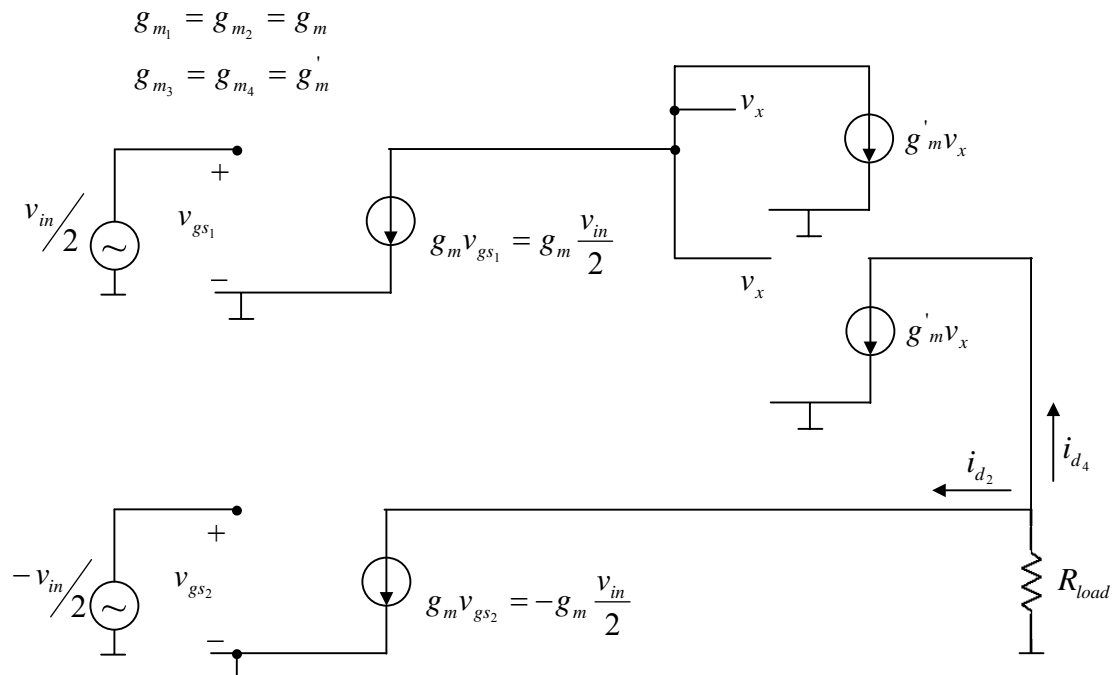 g_{m_1} = g_{m_2} = g_m
g_{m_3} = g_{m_4} = g'_m
v_x
g'_m v_x
+
v_{in}/2
~
v_{gs_1}
g_m v_{gs_1} = g_m \frac{v_{in}}{2}
−
v_x
g'_m v_x
i_{d_2}
i_{d_4}
+
−v_{in}/2
~
v_{gs_2}
g_m v_{gs_2} = −g_m \frac{v_{in}}{2}
R_{load}
−